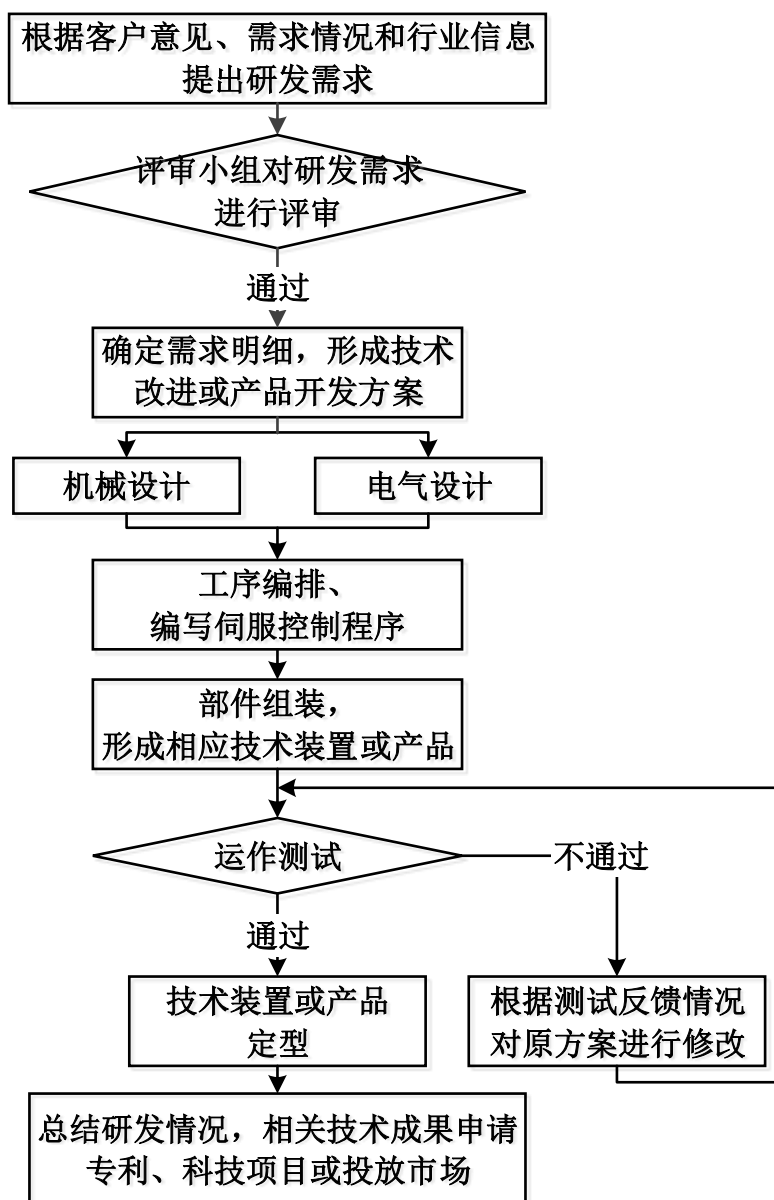 根据客户意见、需求情况和行业信息
提出研发需求
评审小组对研发需求
进行评审
通过
确定需求明细，形成技术
改进或产品开发方案
机械设计
电气设计
工序编排、
编写伺服控制程序
部件组装，
形成相应技术装置或产品
运作测试
不通过
通过
技术装置或产品
定型
根据测试反馈情况
对原方案进行修改
总结研发情况，相关技术成果申请
专利、科技项目或投放市场